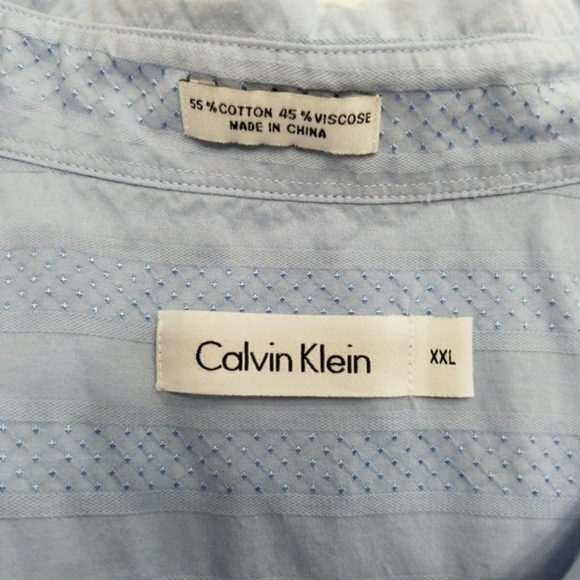 55% COTTON 45% VISCOSE
MADE IN CHINA
Calvin Klein XXL